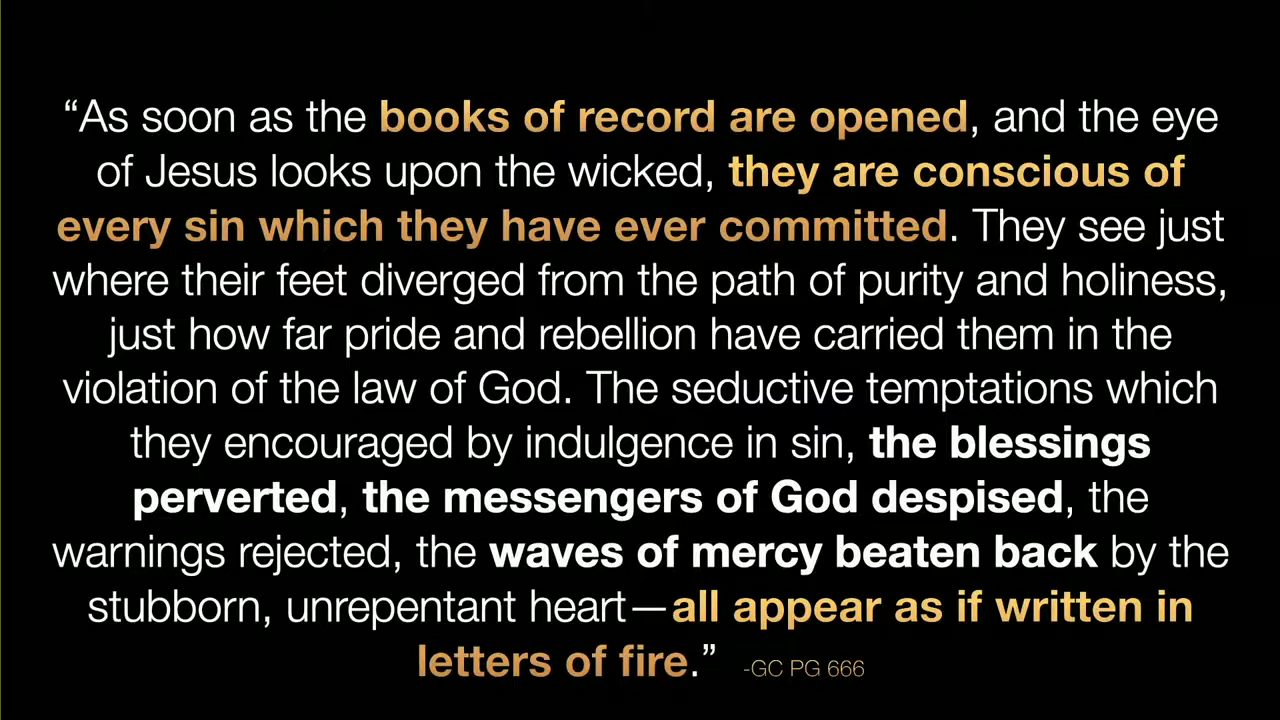 “As soon as the books of record are opened, and the eye
of Jesus looks upon the wicked, they are conscious of
every sin which they have ever committed. They see just
where their feet diverged from the path of purity and holiness,
just how far pride and rebellion have carried them in the
violation of the law of God. The seductive temptations which
they encouraged by indulgence in sin, the blessings
perverted, the messengers of God despised, the
warnings rejected, the waves of mercy beaten back by the
stubborn, unrepentant heart—all appear as if written in
letters of fire.” -GC PG 666